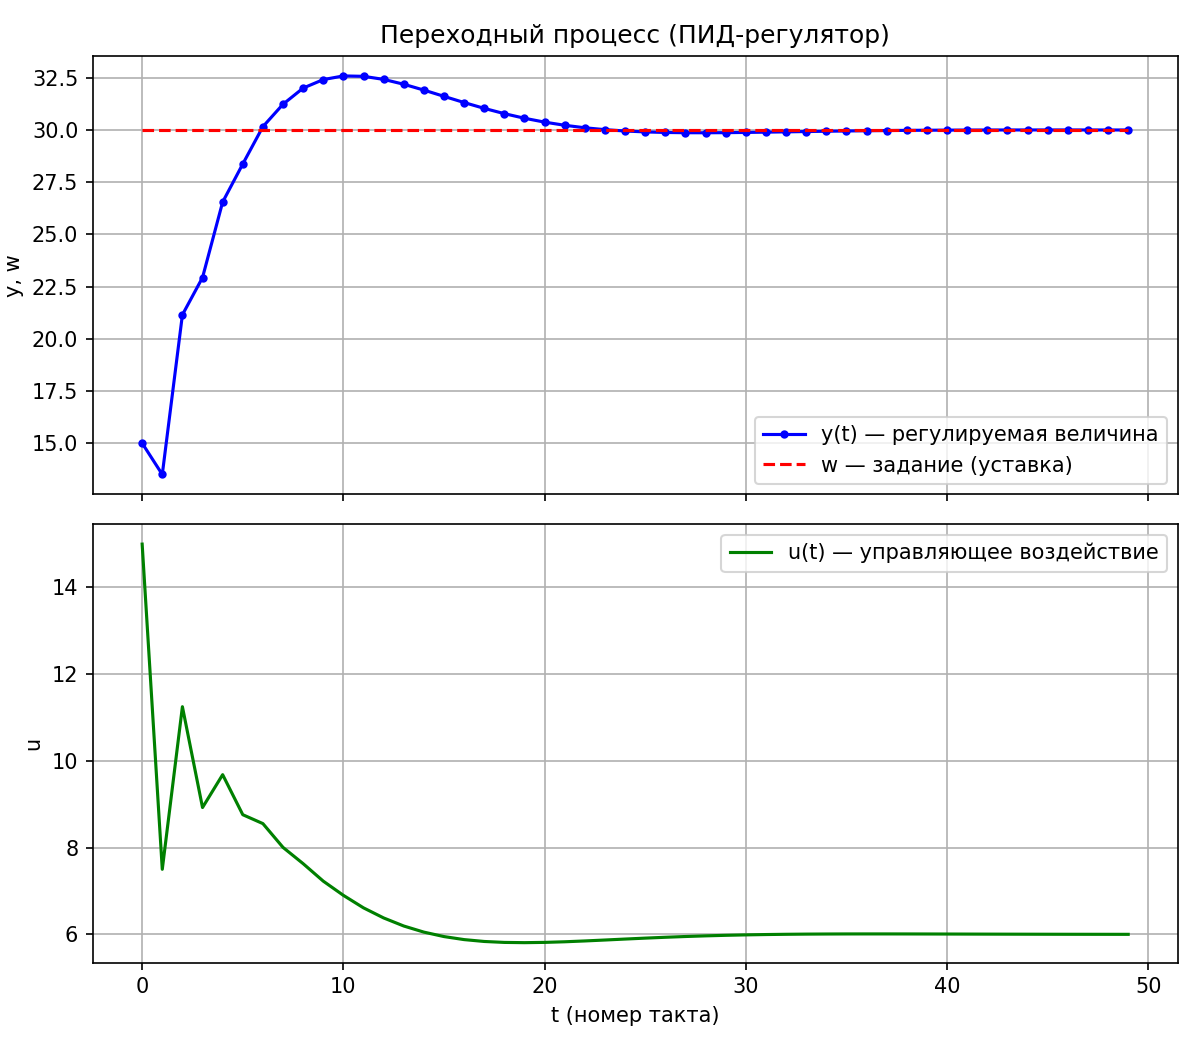 Переходный процесс (ПИД-регулятор)
32.5
30.0
27.5
25.0
22.5
20.0
17.5
15.0
y, w
y(t) — регулируемая величина
w — задание (уставка)
14
12
10
8
6
u
u(t) — управляющее воздействие
0 10 20 30 40 50
t (номер такта)